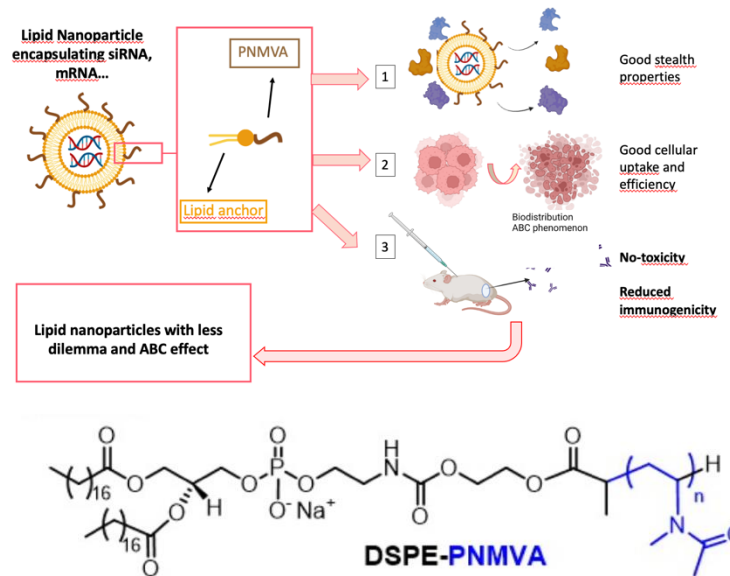 Lipid Nanoparticle
encapsulating siRNA,
mRNA...
PNMVA
Lipid anchor
1
Good stealth
properties
2
Good cellular
uptake and
efficiency
Biodistribution
ABC phenomenon
3
No-toxicity
Reduced
immunogenicity
Lipid nanoparticles with less
dilemma and ABC effect
O
O
H
O
O
16
O
O
P
O
N
O
O
O
H
O
H
O- Na+
O
n
16
O
N
O
DSPE-PNMVA